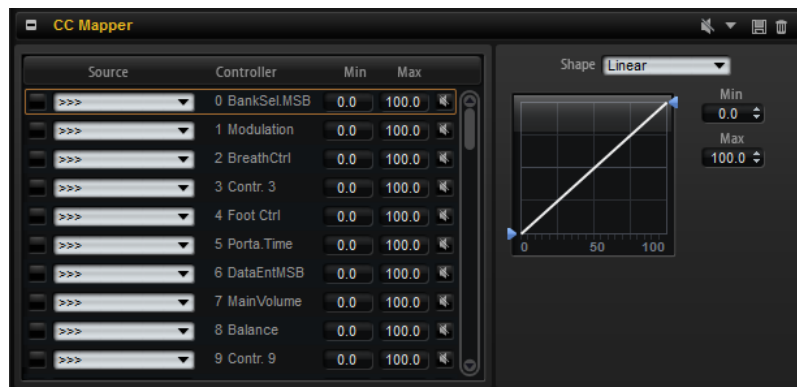 CC Mapper
Source Controller Min Max
>>> 0 BankSel.MSB 0.0 100.0
>>> 1 Modulation 0.0 100.0
>>> 2 BreathCtrl 0.0 100.0
>>> 3 Contr. 3 0.0 100.0
>>> 4 Foot Ctrl 0.0 100.0
>>> 5 Porta.Time 0.0 100.0
>>> 6 DataEntMSB 0.0 100.0
>>> 7 MainVolume 0.0 100.0
>>> 8 Balance 0.0 100.0
>>> 9 Contr. 9 0.0 100.0
Shape Linear
Min
0.0
Max
100.0
0 50 100